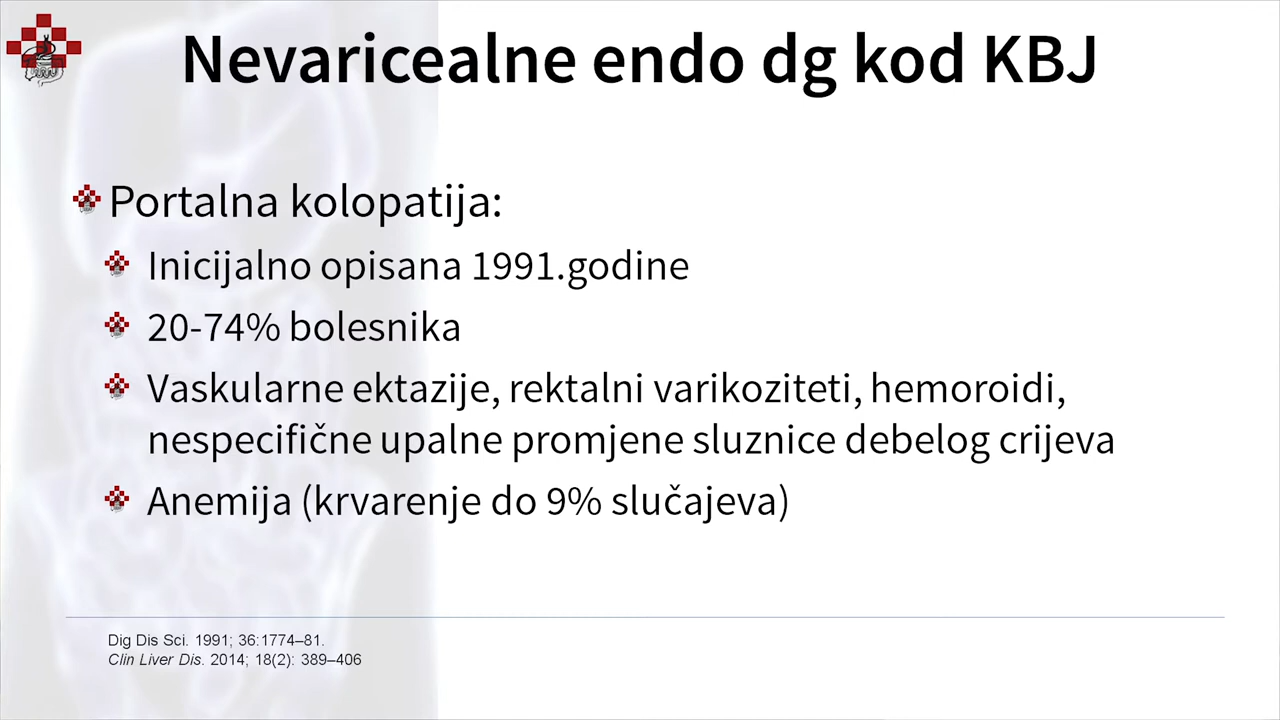 Nevaricealne endo dg kod KBJ
Portalna kolopatija:
Inicijalno opisana 1991.godine
20-74% bolesnika
Vaskularne ektazije, rektalni varikoziteti, hemoroidi,
nespecifične upalne promjene sluznice debelog crijeva
Anemija (krvarenje do 9% slučajeva)
Dig Dis Sci. 1991; 36:1774–81.
Clin Liver Dis. 2014; 18(2): 389–406